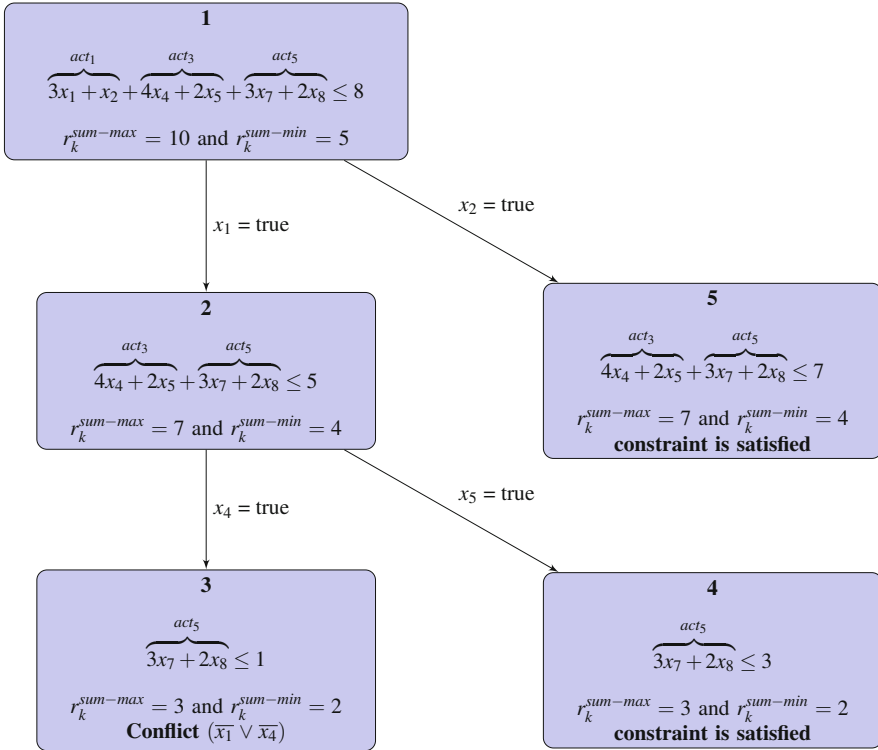 1
act₁ act₃ act₅
3x₁ + x₂ + 4x₄ + 2x₅ + 3x₇ + 2x₈ ≤ 8
r_k^{sum−max} = 10 and r_k^{sum−min} = 5
x₁ = true
x₂ = true
2
act₃ act₅
4x₄ + 2x₅ + 3x₇ + 2x₈ ≤ 5
r_k^{sum−max} = 7 and r_k^{sum−min} = 4
5
act₃ act₅
4x₄ + 2x₅ + 3x₇ + 2x₈ ≤ 7
r_k^{sum−max} = 7 and r_k^{sum−min} = 4
constraint is satisfied
x₄ = true
x₅ = true
3
act₅
3x₇ + 2x₈ ≤ 1
r_k^{sum−max} = 3 and r_k^{sum−min} = 2
Conflict (x̅₁ ∨ x̅₄)
4
act₅
3x₇ + 2x₈ ≤ 3
r_k^{sum−max} = 3 and r_k^{sum−min} = 2
constraint is satisfied